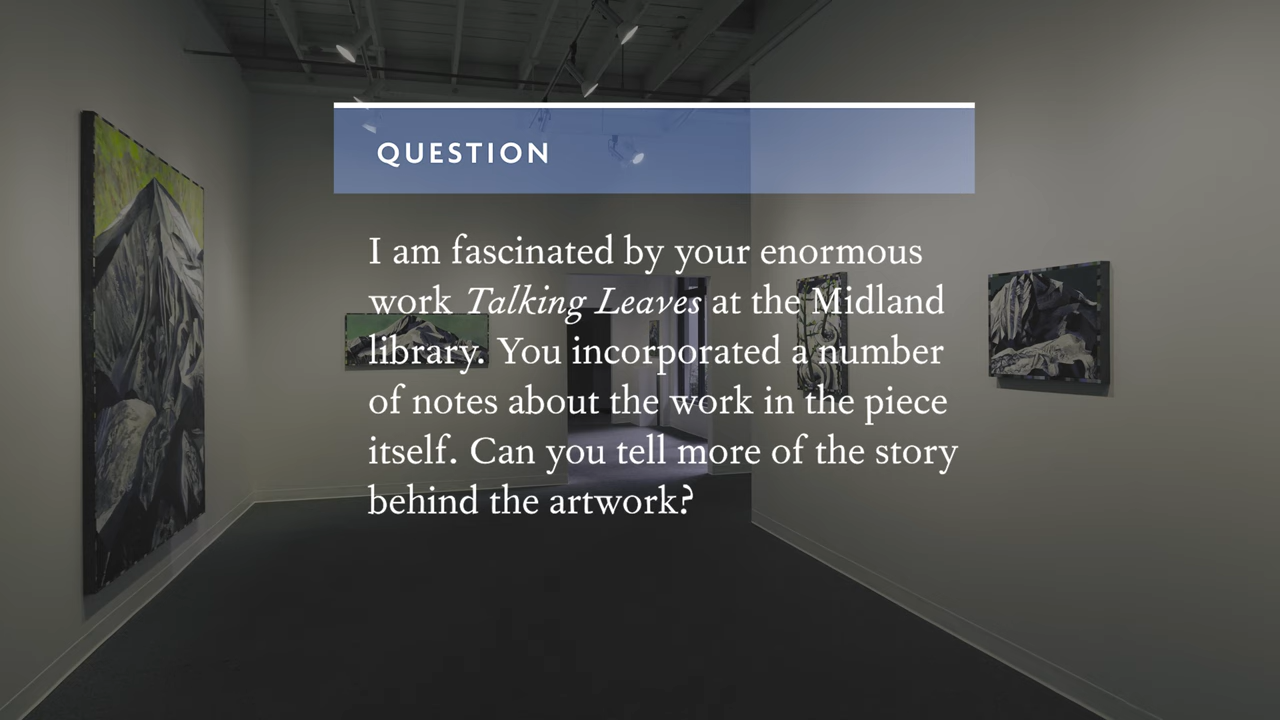 QUESTION
I am fascinated by your enormous
work Talking Leaves at the Midland
library. You incorporated a number
of notes about the work in the piece
itself. Can you tell more of the story
behind the artwork?